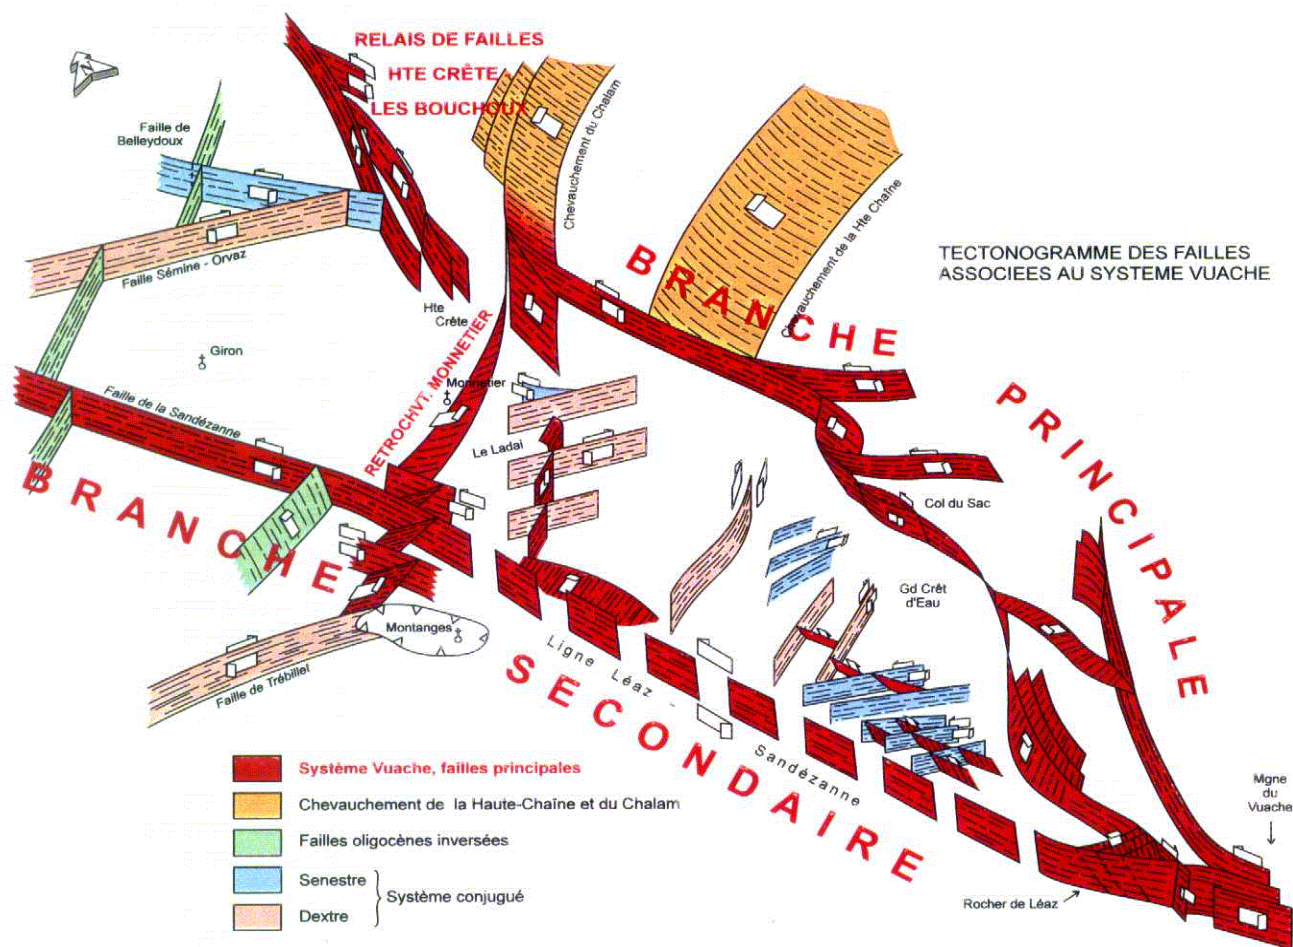 RELAIS DE FAILLES
HTE CRÊTE -
LES BOUCHOUX
Faille de
Belleydoux
Chevauchement du Chalam
Chevauchement de la Hte Chaîne
TECTONOGRAMME DES FAILLES
ASSOCIEES AU SYSTEME VUACHE
Faille Sémine - Orvaz
Hte
Crête
Giron
BRANCHE
PRINCIPALE
RETROCHVT. MONNETIER
Monnetier
Faille de la Sandézanne
Le Ladai
Col du Sac
BRANCHE
SECONDAIRE
Gd Crêt
d'Eau
Montanges
Faille de Trébillet
Ligne Léaz - Sandézanne
Mgne
du
Vuache
Rocher de Léaz
Système Vuache, failles principales
Chevauchement de la Haute-Chaîne et du Chalam
Failles oligocènes inversées
Senestre
Système conjugué
Dextre